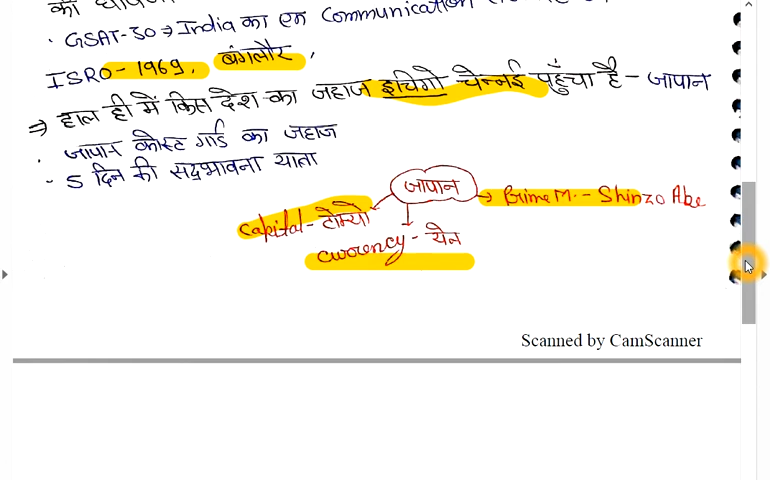 · GSAT-30 ⇒ India का एक Communication
ISRO - 1969, बंगलौर,
⇒ हाल ही में किस देश का जहाज इचिगो चेन्नई पहुँचा है - जापान
· जापान कोस्ट गार्ड का जहाज
- 5 दिन की सद्भावना यात्रा
जापान
Capital - टोक्यो
→ Prime M. - Shinzo Abe
Currency - येन
Scanned by CamScanner